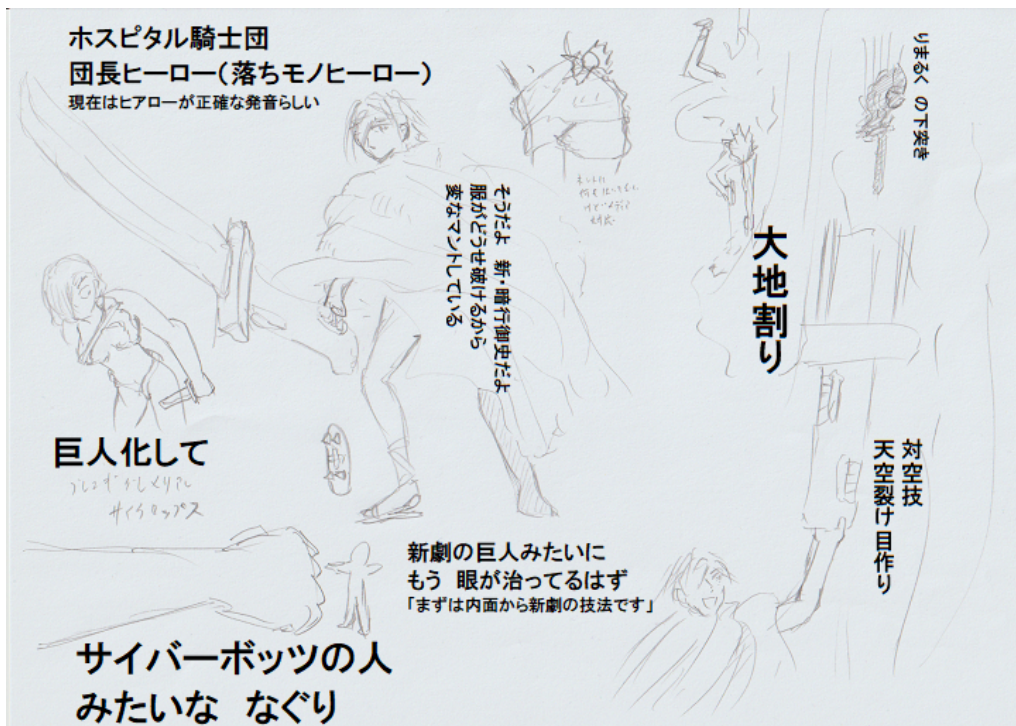 ホスピタル騎士団
団長ヒーロー(落ちモノヒーロー)
現在はヒアローが正確な発音らしい
りまるく の下突き
そうだよ 新・暗行御史だよ
服がどうせ破けるから
変なマントしている
大地割り
対空技
天空裂け目作り
巨人化して
サイクロップス
新劇の巨人みたいに
もう 眼が治ってるはず
「まずは内面から新劇の技法です」
サイバーボッツの人
みたいな なぐり